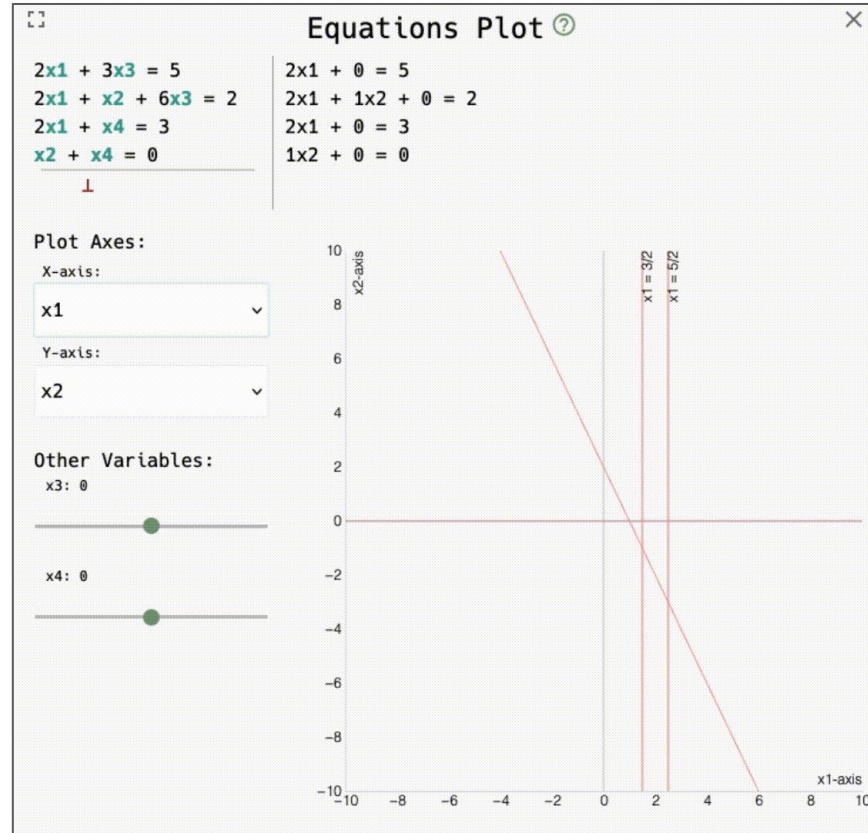 Equations Plot ?
2x1 + 3x3 = 5
2x1 + x2 + 6x3 = 2
2x1 + x4 = 3
x2 + x4 = 0
⊥
2x1 + 0 = 5
2x1 + 1x2 + 0 = 2
2x1 + 0 = 3
1x2 + 0 = 0
Plot Axes:
X-axis:
x1
Y-axis:
x2
Other Variables:
x3: 0
x4: 0
x2-axis
x1 = 3/2
x1 = 5/2
10
8
6
4
2
0
−2
−4
−6
−8
−10
x1-axis
−10 −8 −6 −4 −2 0 2 4 6 8 10